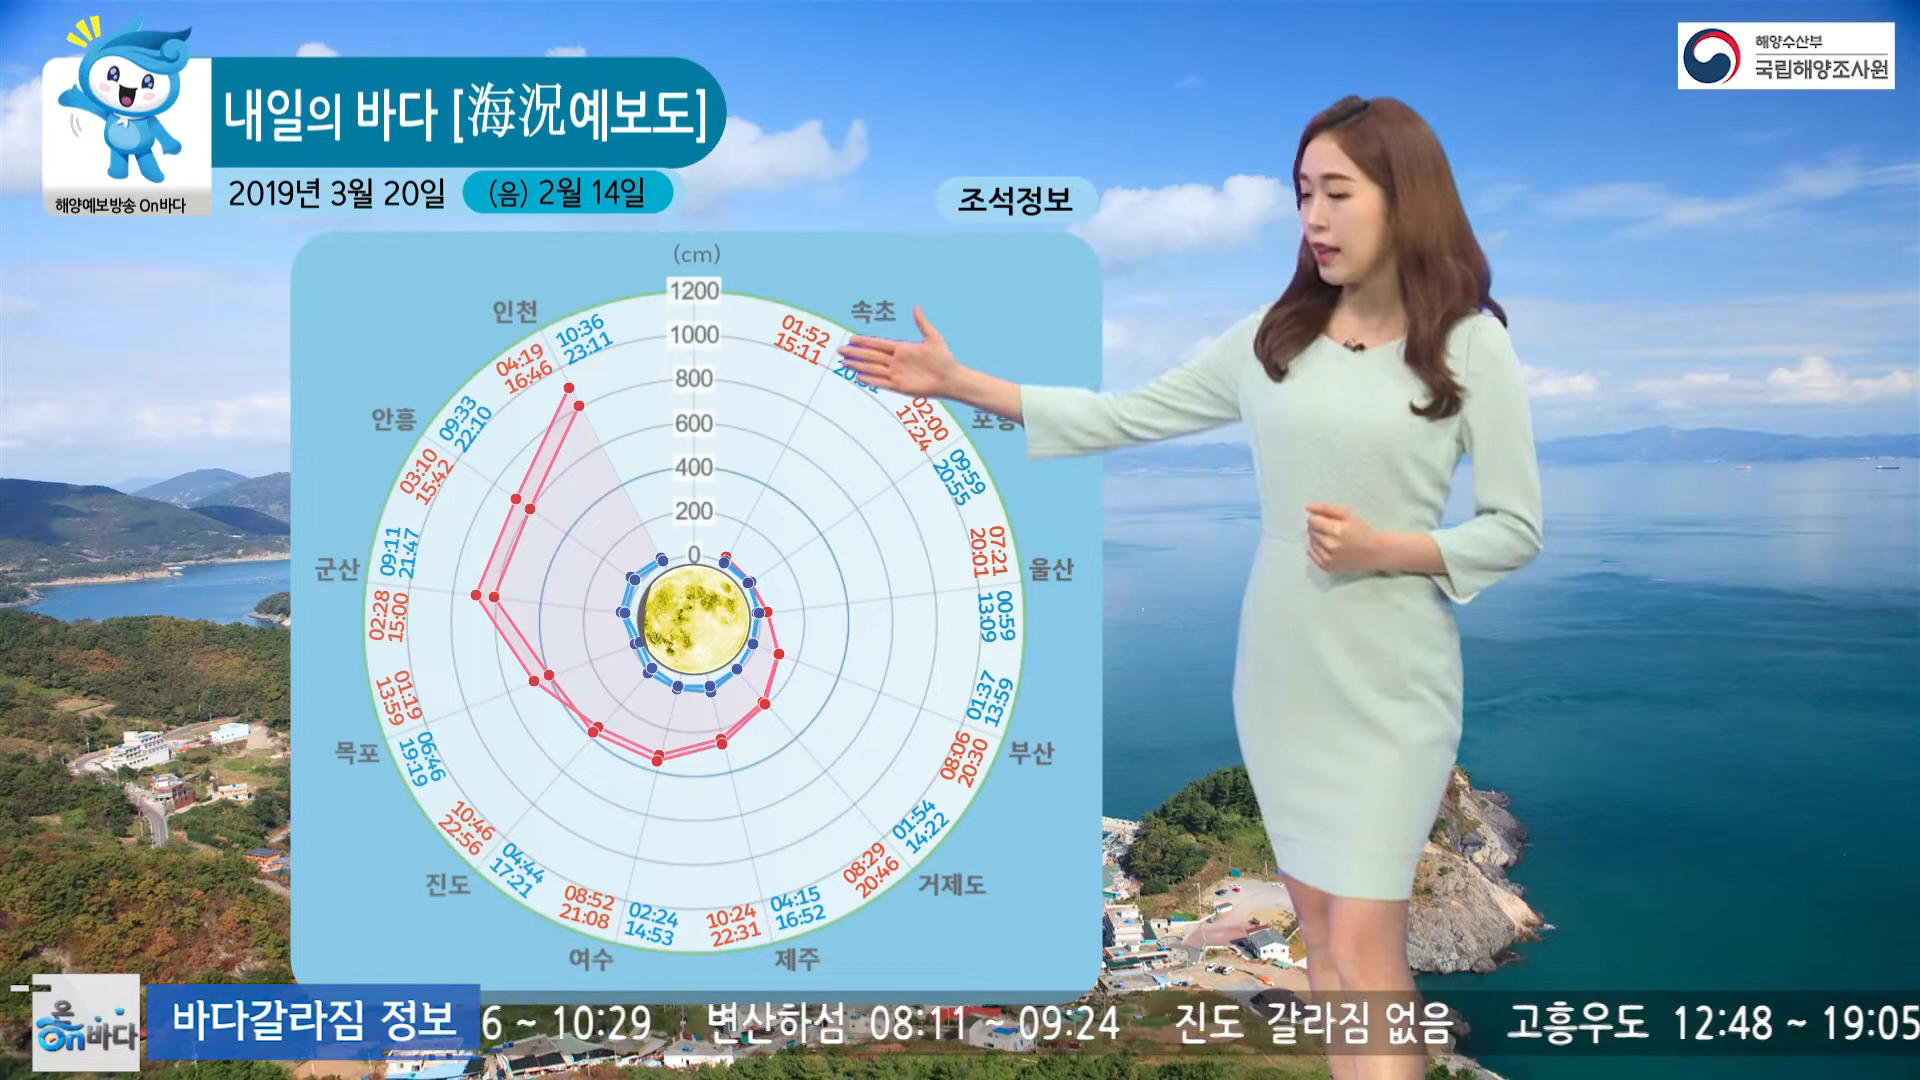 내일의 바다 [海況예보도]
해양수산부
국립해양조사원
해양예보방송 On바다
2019년 3월 20일
(음) 2월 14일
조석정보
(cm)
1200
1000
800
600
400
200
0
인천
10:36
23:11
04:19
16:46
속초
01:52
15:11
안흥
09:33
22:10
03:10
15:42
02:00
17:24
09:59
20:55
군산
09:11
21:47
02:28
15:00
울산
07:21
20:01
00:59
13:09
목포
01:19
13:59
06:46
19:19
부산
01:37
13:59
08:06
20:30
진도
10:46
22:56
04:44
17:21
거제도
01:54
14:22
08:29
20:46
여수
08:52
21:08
02:24
14:53
제주
10:24
22:31
04:15
16:52
온
On바다
바다갈라짐 정보
6 ~ 10:29 변산하섬 08:11 ~ 09:24 진도 갈라짐 없음 고흥우도 12:48 ~ 19:05